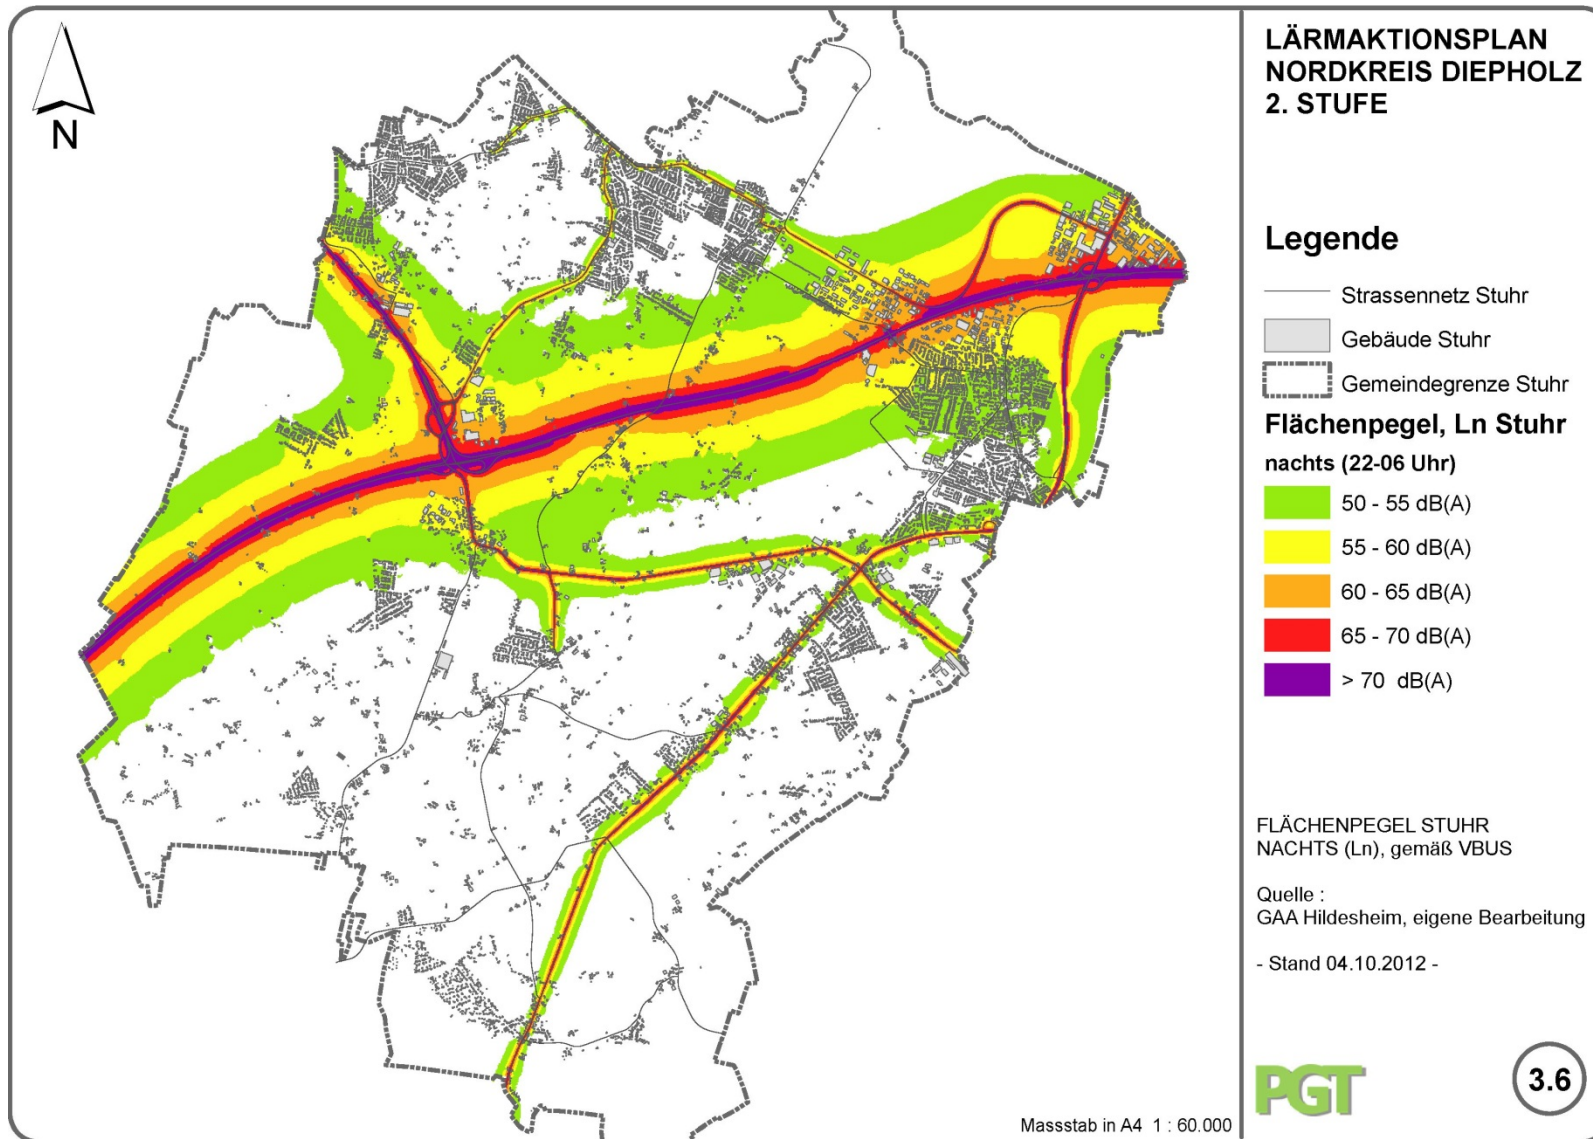 N
LÄRMAKTIONSPLAN
NORDKREIS DIEPHOLZ
2. STUFE
Legende
Strassennetz Stuhr
Gebäude Stuhr
Gemeindegrenze Stuhr
Flächenpegel, Ln Stuhr
nachts (22-06 Uhr)
50 - 55 dB(A)
55 - 60 dB(A)
60 - 65 dB(A)
65 - 70 dB(A)
> 70 dB(A)
FLÄCHENPEGEL STUHR
NACHTS (Ln), gemäß VBUS
Quelle :
GAA Hildesheim, eigene Bearbeitung
- Stand 04.10.2012 -
PGT
3.6
Massstab in A4 1 : 60.000